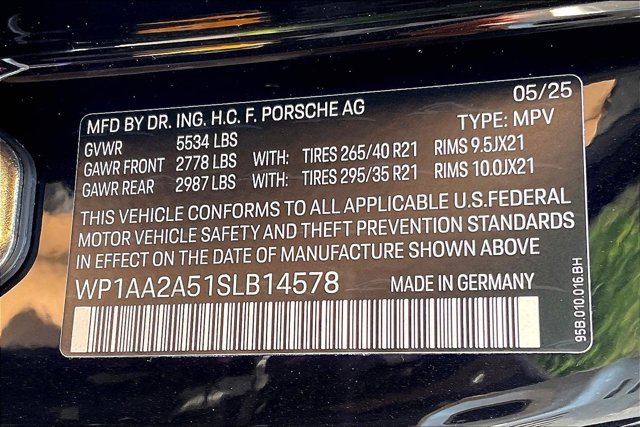 MFD BY DR. ING. H.C. F. PORSCHE AG 05/25
GVWR 5534 LBS TYPE: MPV
GAWR FRONT 2778 LBS WITH: TIRES 265/40 R21 RIMS 9.5JX21
GAWR REAR 2987 LBS WITH: TIRES 295/35 R21 RIMS 10.0JX21
THIS VEHICLE CONFORMS TO ALL APPLICABLE U.S.FEDERAL
MOTOR VEHICLE SAFETY AND THEFT PREVENTION STANDARDS
IN EFFECT ON THE DATE OF MANUFACTURE SHOWN ABOVE
WP1AA2A51SLB14578 MADE IN GERMANY
95B.010.016.BH